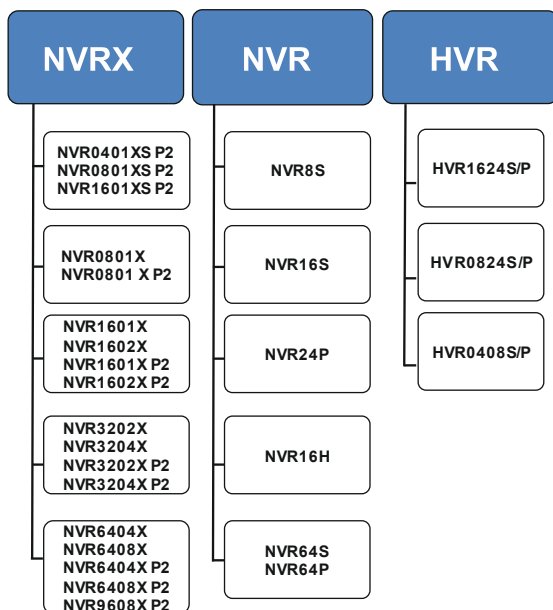 NVRX
NVR0401XS P2
NVR0801XS P2
NVR1601XS P2
NVR0801X
NVR0801 X P2
NVR1601X
NVR1602X
NVR1601X P2
NVR1602X P2
NVR3202X
NVR3204X
NVR3202X P2
NVR3204X P2
NVR6404X
NVR6408X
NVR6404X P2
NVR6408X P2
NVR9608X P2
NVR
NVR8S
NVR16S
NVR24P
NVR16H
NVR64S
NVR64P
HVR
HVR1624S/P
HVR0824S/P
HVR0408S/P